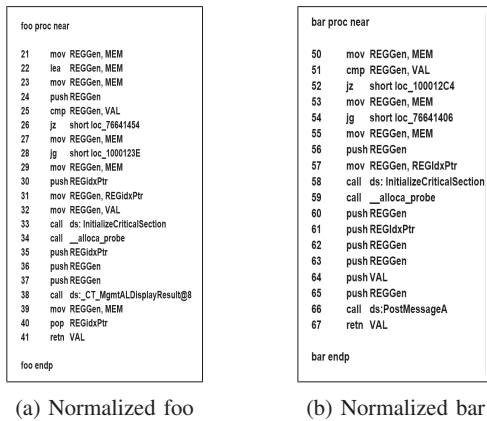 foo proc near
21 mov REGGen, MEM
22 lea REGGen, MEM
23 mov REGGen, MEM
24 push REGGen
25 cmp REGGen, VAL
26 jz short loc_76641454
27 mov REGGen, MEM
28 jg short loc_1000123E
29 mov REGGen, MEM
30 push REGidxPtr
31 mov REGGen, REGIdxPtr
32 mov REGGen, VAL
33 call ds: InitializeCriticalSection
34 call __alloca_probe
35 push REGIdxPtr
36 push REGGen
37 push REGGen
38 call ds:_CT_MgmtALDisplayResult@8
39 mov REGGen, MEM
40 pop REGIdxPtr
41 retn VAL
foo endp
(a) Normalized foo
bar proc near
50 mov REGGen, MEM
51 cmp REGGen, VAL
52 jz short loc_100012C4
53 mov REGGen, MEM
54 jg short loc_76641406
55 mov REGGen, MEM
56 push REGGen
57 mov REGGen, REGIdxPtr
58 call ds: InitializeCriticalSection
59 call __alloca_probe
60 push REGGen
61 push REGIdxPtr
62 push REGGen
63 push REGGen
64 push VAL
65 push REGGen
66 call ds:PostMessageA
67 retn VAL
bar endp
(b) Normalized bar